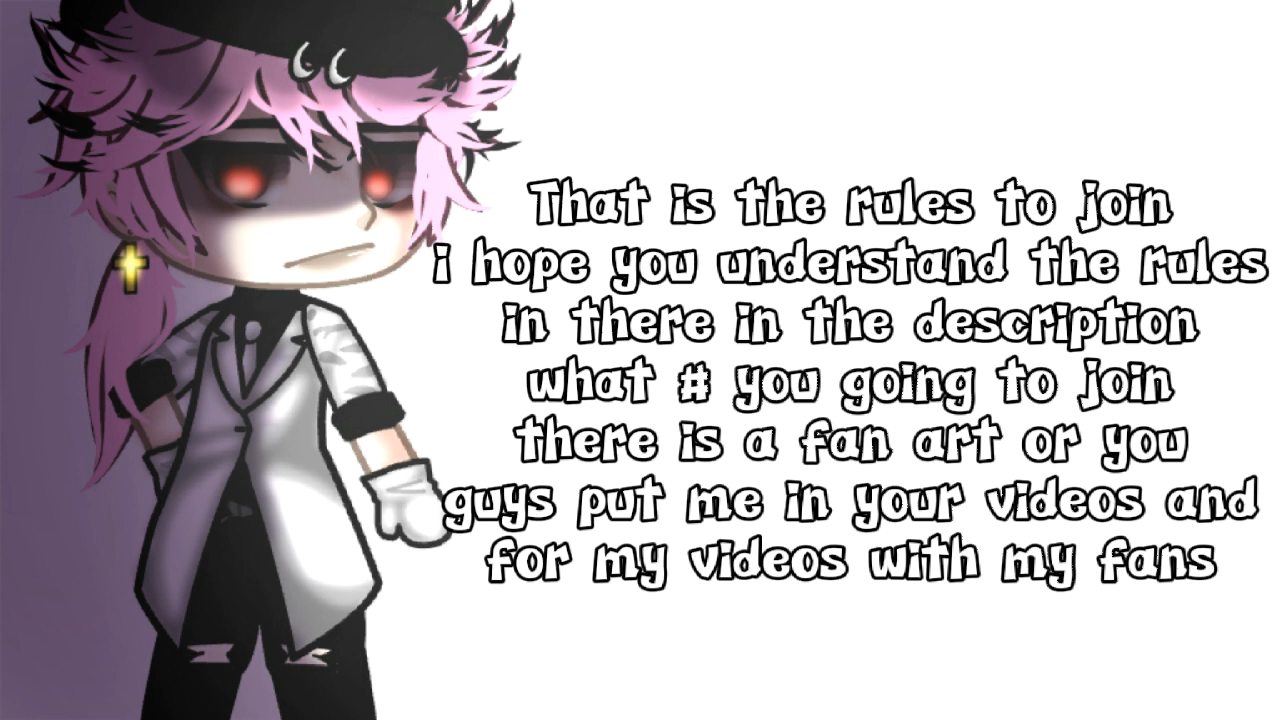 That is the rules to join
i hope you understand the rules
in there in the description
what # you going to join
there is a fan art or you
guys put me in your videos and
for my videos with my fans